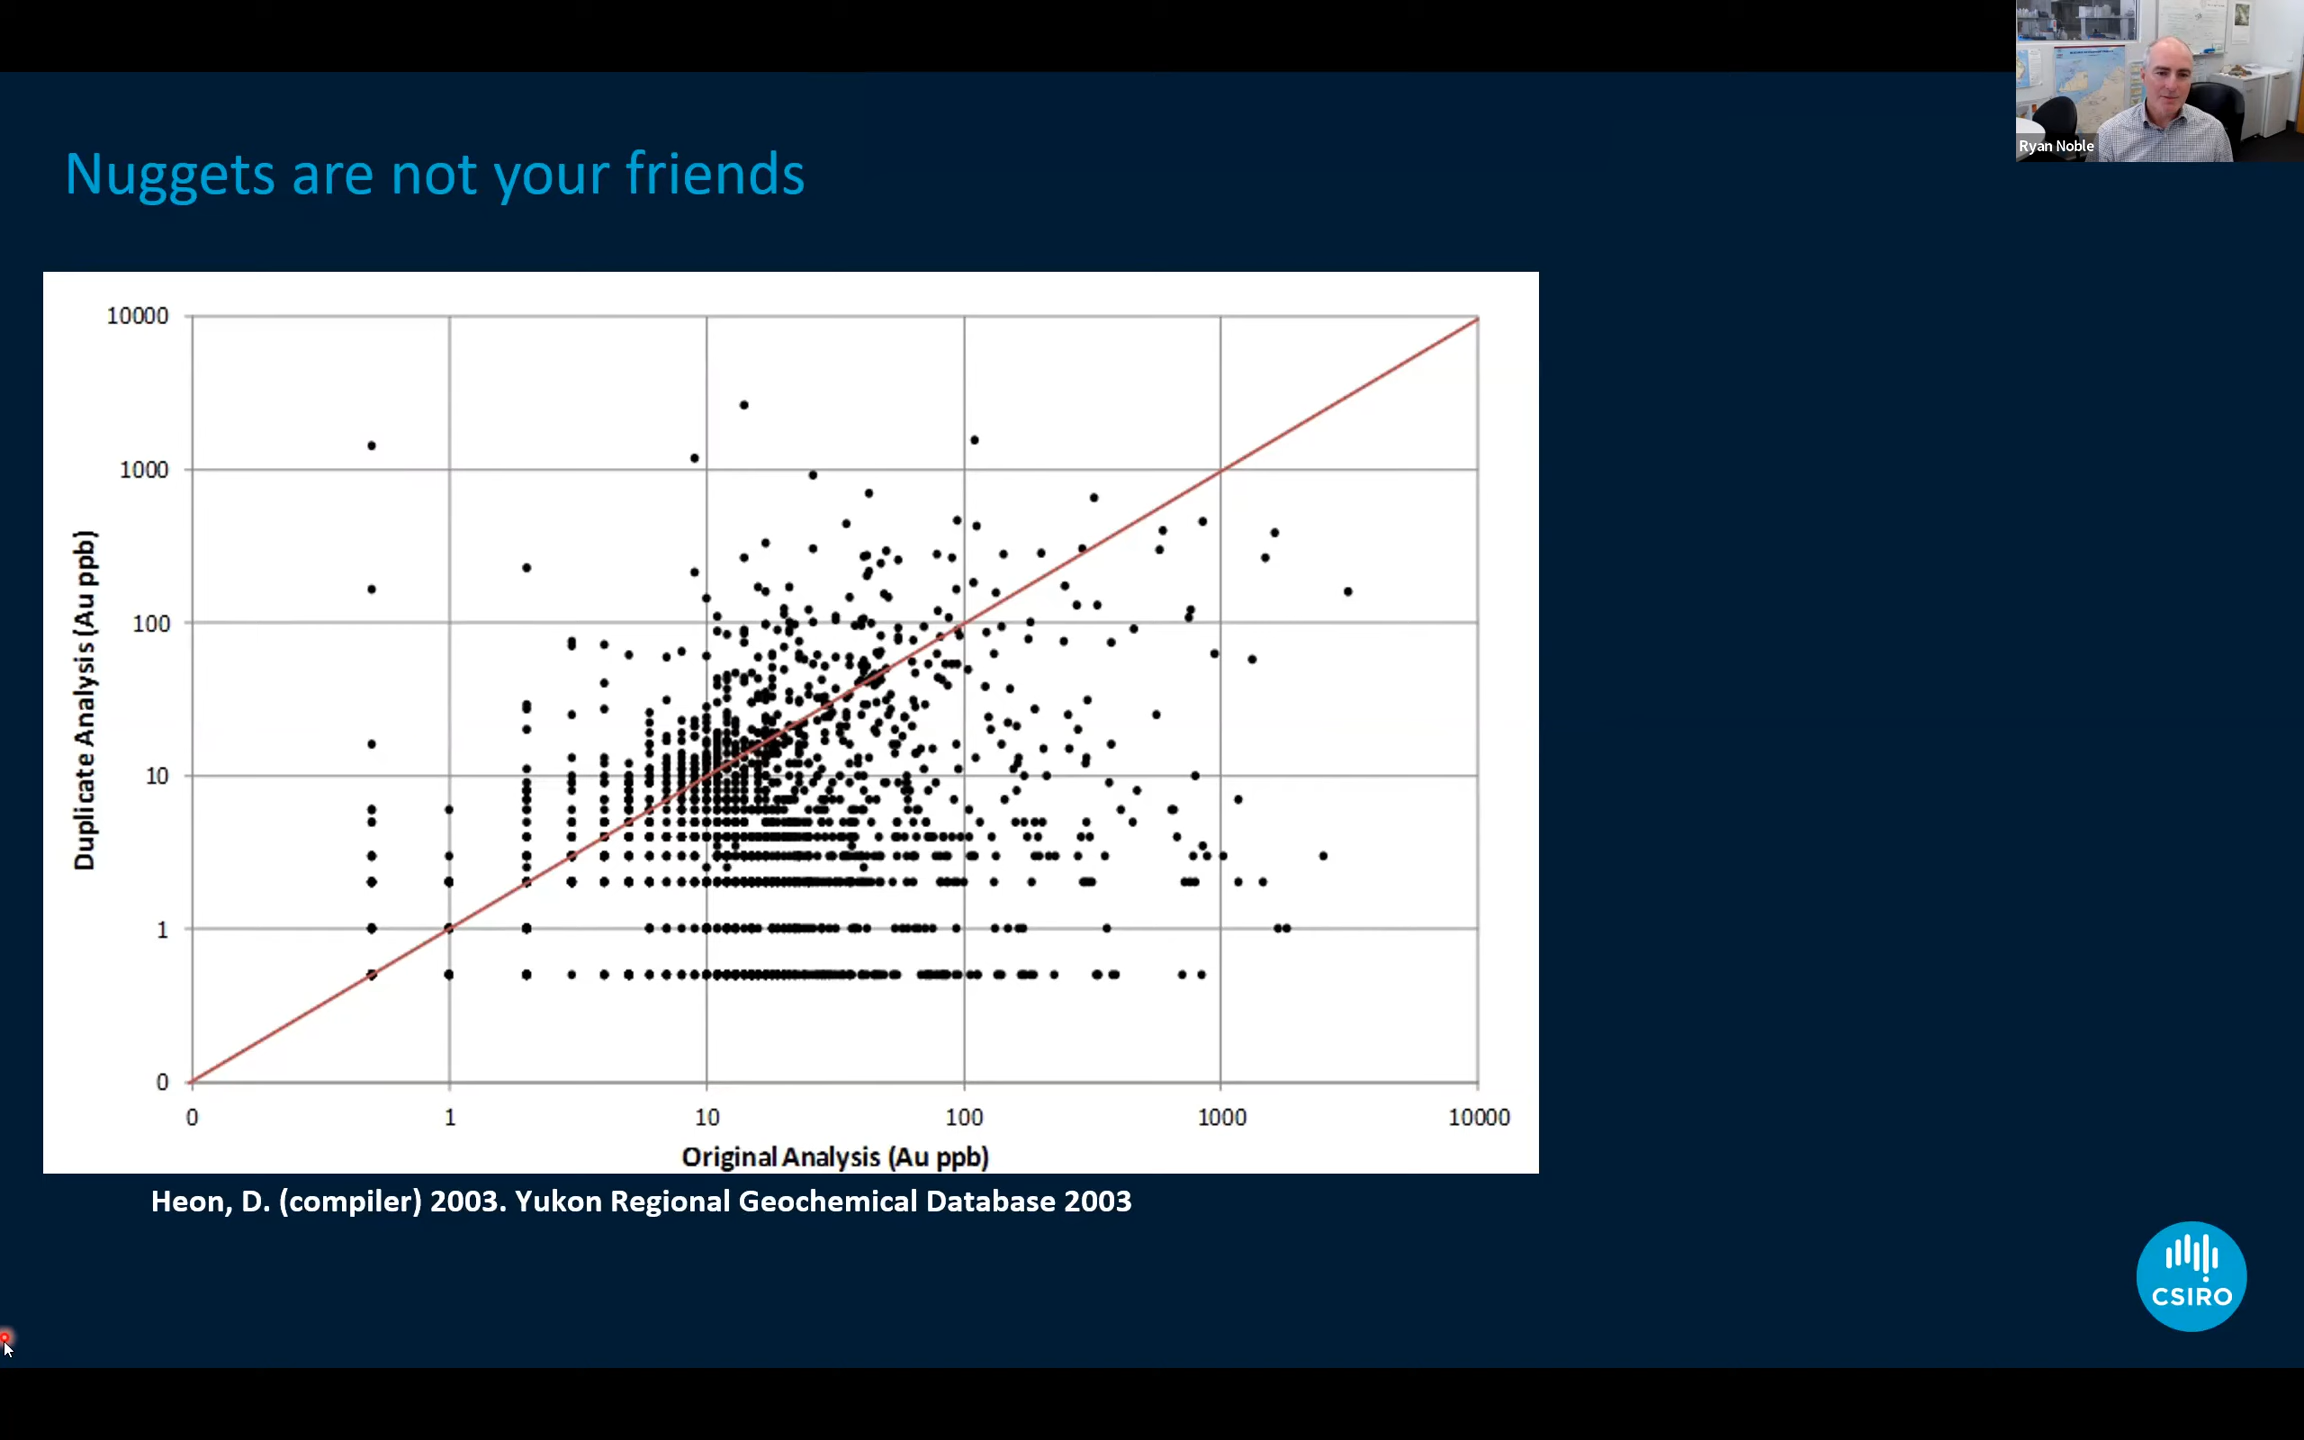 Ryan Noble
Nuggets are not your friends
10000
1000
100
10
1
0
Duplicate Analysis (Au ppb)
0 1 10 100 1000 10000
Original Analysis (Au ppb)
Heon, D. (compiler) 2003. Yukon Regional Geochemical Database 2003
CSIRO